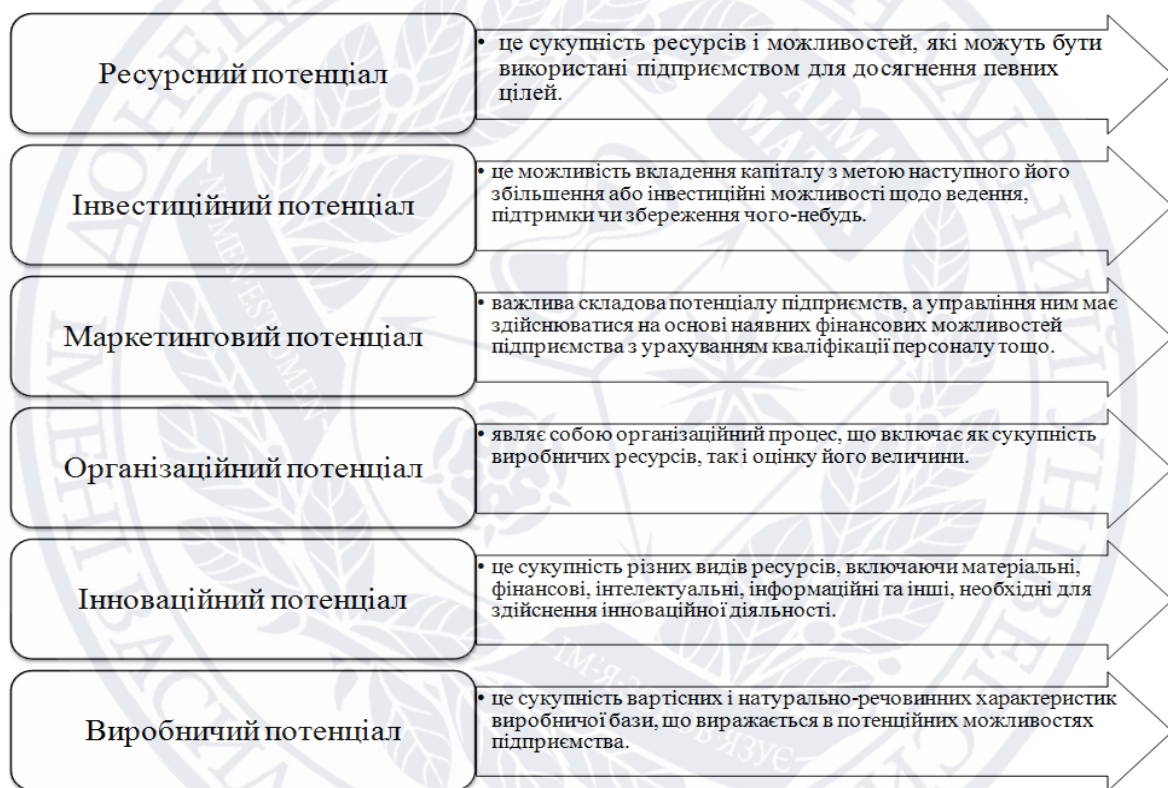 Ресурсний потенціал
• це сукупність ресурсів і можливостей, які можуть бути
використані підприємством для досягнення певних
цілей.
Інвестиційний потенціал
• це можливість вкладення капіталу з метою наступного його
збільшення або інвестиційні можливості щодо ведення,
підтримки чи збереження чого-небудь.
Маркетинговий потенціал
• важлива складова потенціалу підприємств, а управління ним має
здійснюватися на основі наявних фінансових можливостей
підприємства з урахуванням кваліфікації персоналу тощо.
Організаційний потенціал
• являє собою організаційний процес, що включає як сукупність
виробничих ресурсів, так і оцінку його величини.
Інноваційний потенціал
• це сукупність різних видів ресурсів, включаючи матеріальні,
фінансові, інтелектуальні, інформаційні та інші, необхідні для
здійснення інноваційної діяльності.
Виробничий потенціал
• це сукупність вартісних і натурально-речовинних характеристик
виробничої бази, що виражається в потенційних можливостях
підприємства.